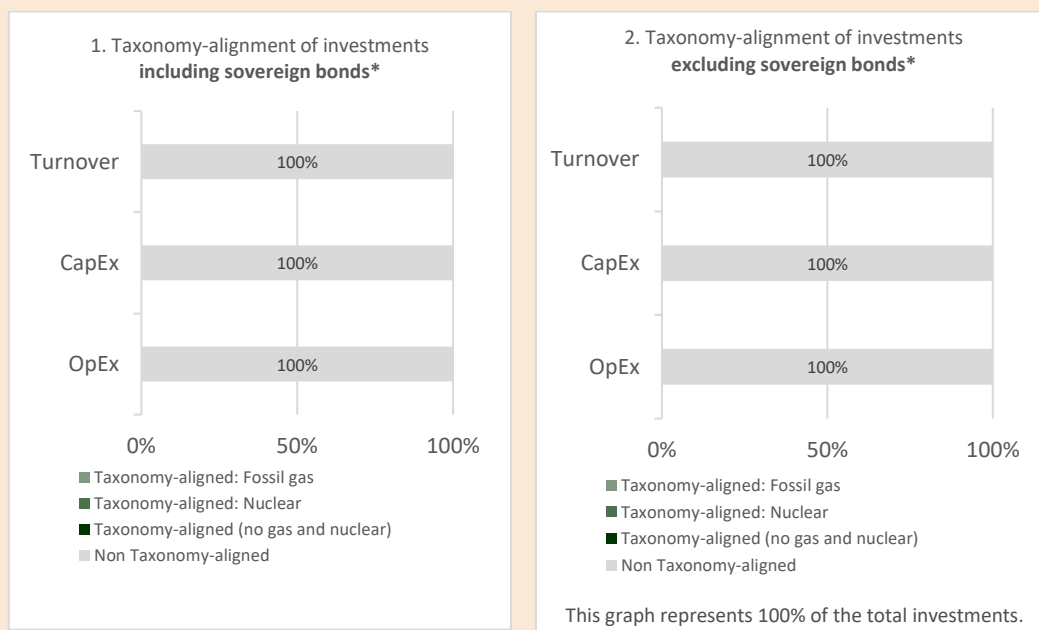 1. Taxonomy-alignment of investments
including sovereign bonds*
Turnover
100%
CapEx
100%
OpEx
100%
0%
50%
100%
Taxonomy-aligned: Fossil gas
Taxonomy-aligned: Nuclear
Taxonomy-aligned (no gas and nuclear)
Non Taxonomy-aligned
2. Taxonomy-alignment of investments
excluding sovereign bonds*
Turnover
100%
CapEx
100%
OpEx
100%
0%
50%
100%
Taxonomy-aligned: Fossil gas
Taxonomy-aligned: Nuclear
Taxonomy-aligned (no gas and nuclear)
Non Taxonomy-aligned
This graph represents 100% of the total investments.